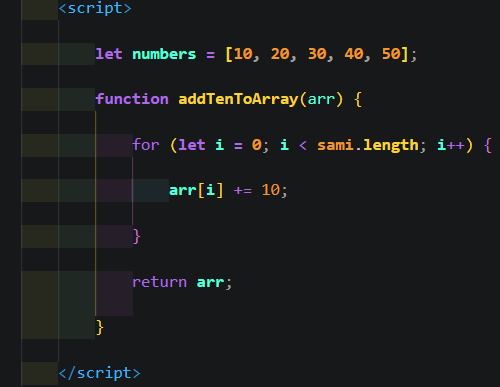 <script>
let numbers = [10, 20, 30, 40, 50];
function addTenToArray(arr) {
for (let i = 0; i < sami.length; i++) {
arr[i] += 10;
}
return arr;
}
</script>